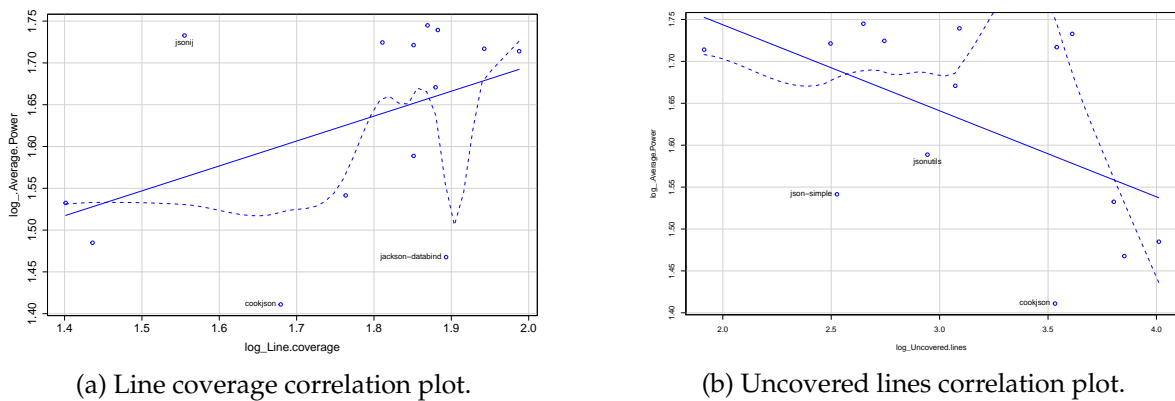 1.75
1.70
1.65
1.60
1.55
1.50
1.45
1.40
log_.Average.Power
jsonij
jackson−databind
cookjson
1.4 1.5 1.6 1.7 1.8 1.9 2.0
log_Line.coverage
(a) Line coverage correlation plot.
1.75
1.70
1.65
1.60
1.55
1.50
1.45
1.40
log_.Average.Power
jsonutils
json−simple
cookjson
2.0 2.5 3.0 3.5 4.0
log_Uncovered.lines
(b) Uncovered lines correlation plot.